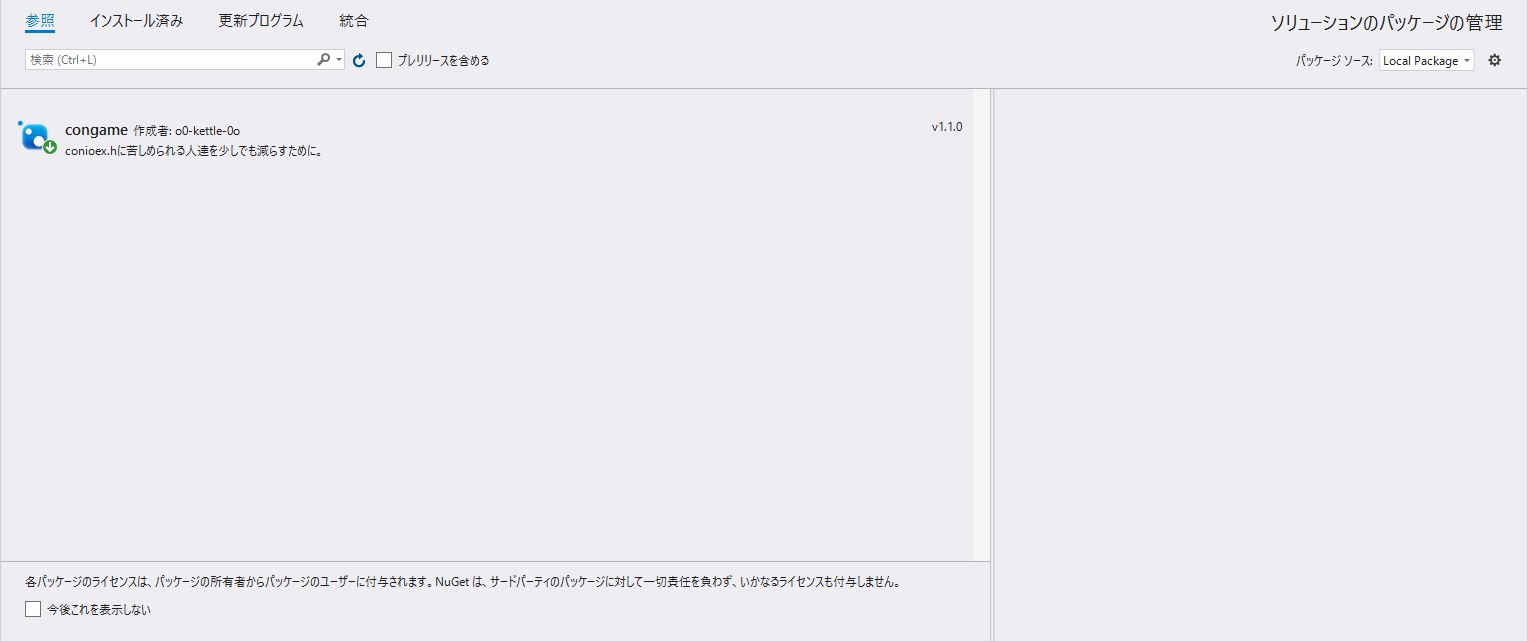 参照 インストール済み 更新プログラム 統合
ソリューションのパッケージの管理
検索 (Ctrl+L) プレリリースを含める
パッケージ ソース: Local Package
congame 作成者: o0-kettle-0o
v1.1.0
conioex.hに苦しめられる人達を少しでも減らすために。
各パッケージのライセンスは、パッケージの所有者からパッケージのユーザーに付与されます。NuGet は、サードパーティのパッケージに対して一切責任を負わず、いかなるライセンスも付与しません。
今後これを表示しない